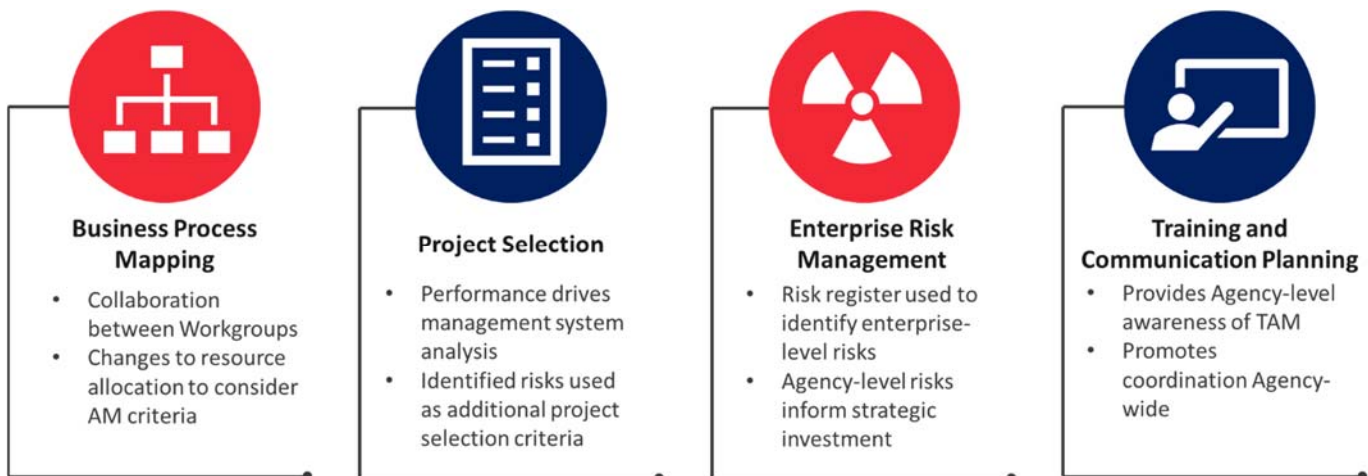 Business Process
Mapping
• Collaboration
between Workgroups
• Changes to resource
allocation to consider
AM criteria
Project Selection
• Performance drives
management system
analysis
• Identified risks used
as additional project
selection criteria
Enterprise Risk
Management
• Risk register used to
identify enterprise-
level risks
• Agency-level risks
inform strategic
investment
Training and
Communication Planning
• Provides Agency-level
awareness of TAM
• Promotes
coordination Agency-
wide